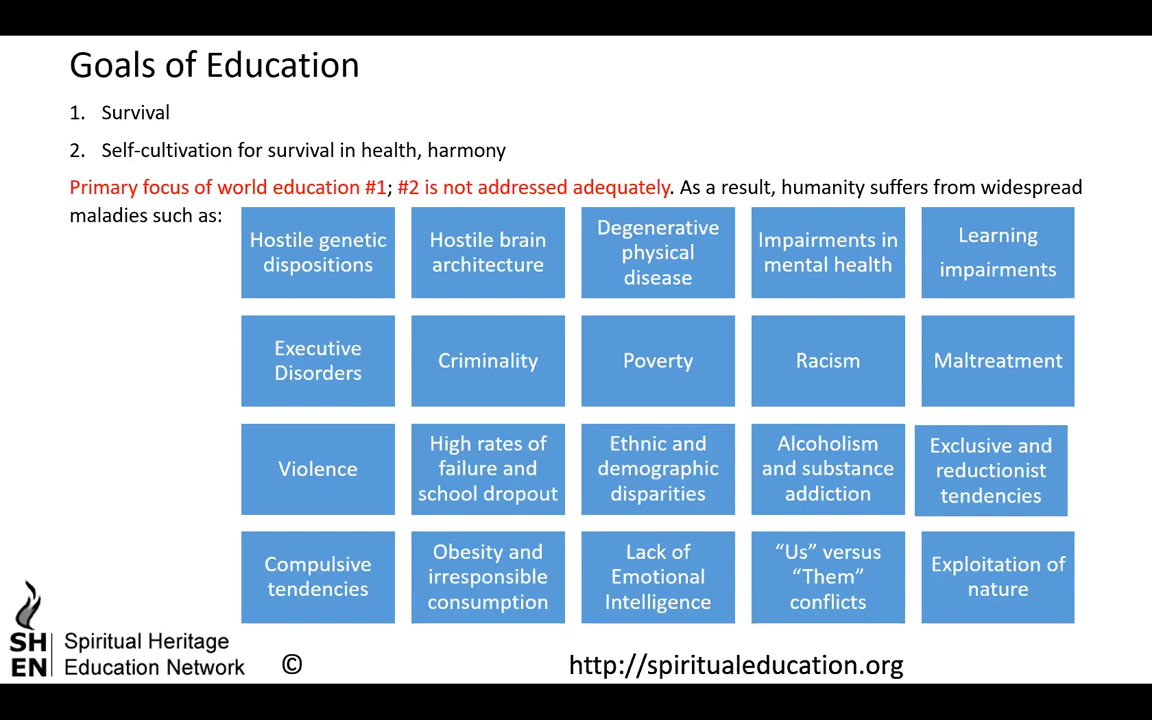 Goals of Education
1. Survival
2. Self-cultivation for survival in health, harmony
Primary focus of world education #1; #2 is not addressed adequately. As a result, humanity suffers from widespread
maladies such as:
Hostile genetic
dispositions
Hostile brain
architecture
Degenerative
physical
disease
Impairments in
mental health
Learning
impairments
Executive
Disorders
Criminality
Poverty
Racism
Maltreatment
Violence
High rates of
failure and
school dropout
Ethnic and
demographic
disparities
Alcoholism
and substance
addiction
Exclusive and
reductionist
tendencies
Compulsive
tendencies
Obesity and
irresponsible
consumption
Lack of
Emotional
Intelligence
“Us” versus
“Them”
conflicts
Exploitation of
nature
SH
EN
Spiritual Heritage
Education Network
©
http://spiritualeducation.org